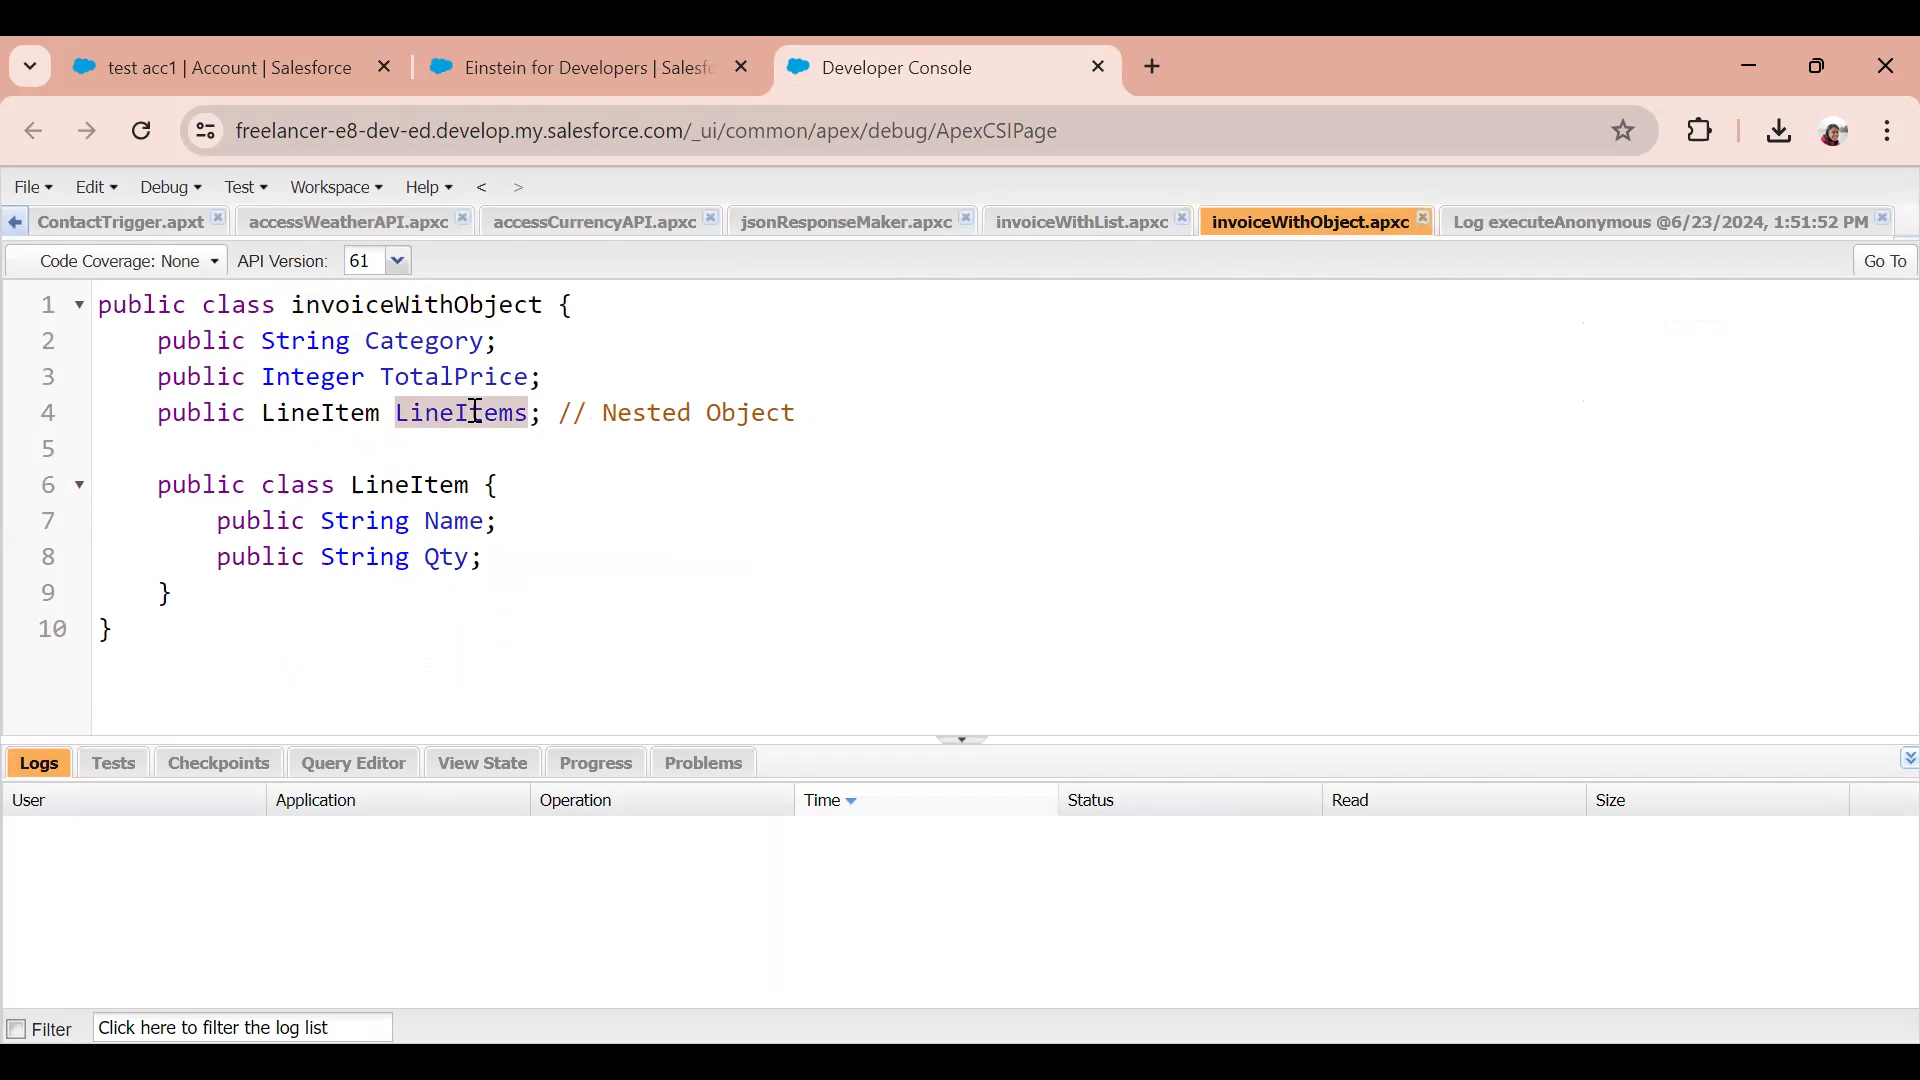 test acc1 | Account | Salesforce
Einstein for Developers | Salesfc
Developer Console
freelancer-e8-dev-ed.develop.my.salesforce.com/_ui/common/apex/debug/ApexCSIPage
File Edit Debug Test Workspace Help < >
ContactTrigger.apxt accessWeatherAPI.apxc accessCurrencyAPI.apxc jsonResponseMaker.apxc invoiceWithList.apxc invoiceWithObject.apxc Log executeAnonymous @6/23/2024, 1:51:52 PM
Code Coverage: None API Version: 61 Go To
1 public class invoiceWithObject {
2 public String Category;
3 public Integer TotalPrice;
4 public LineItem LineItems; // Nested Object
5
6 public class LineItem {
7 public String Name;
8 public String Qty;
9 }
10 }
Logs Tests Checkpoints Query Editor View State Progress Problems
User Application Operation Time Status Read Size
Filter Click here to filter the log list